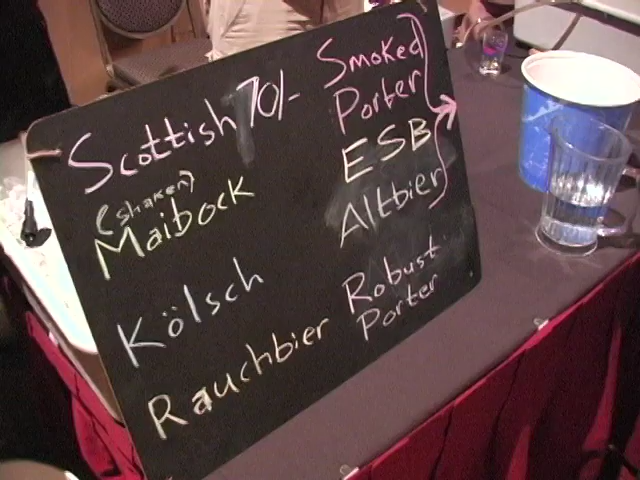 Scottish 70/-
(shaken)
Maibock
Kölsch
Rauchbier
Smoked
Porter
ESB
Altbier
Robust
Porter